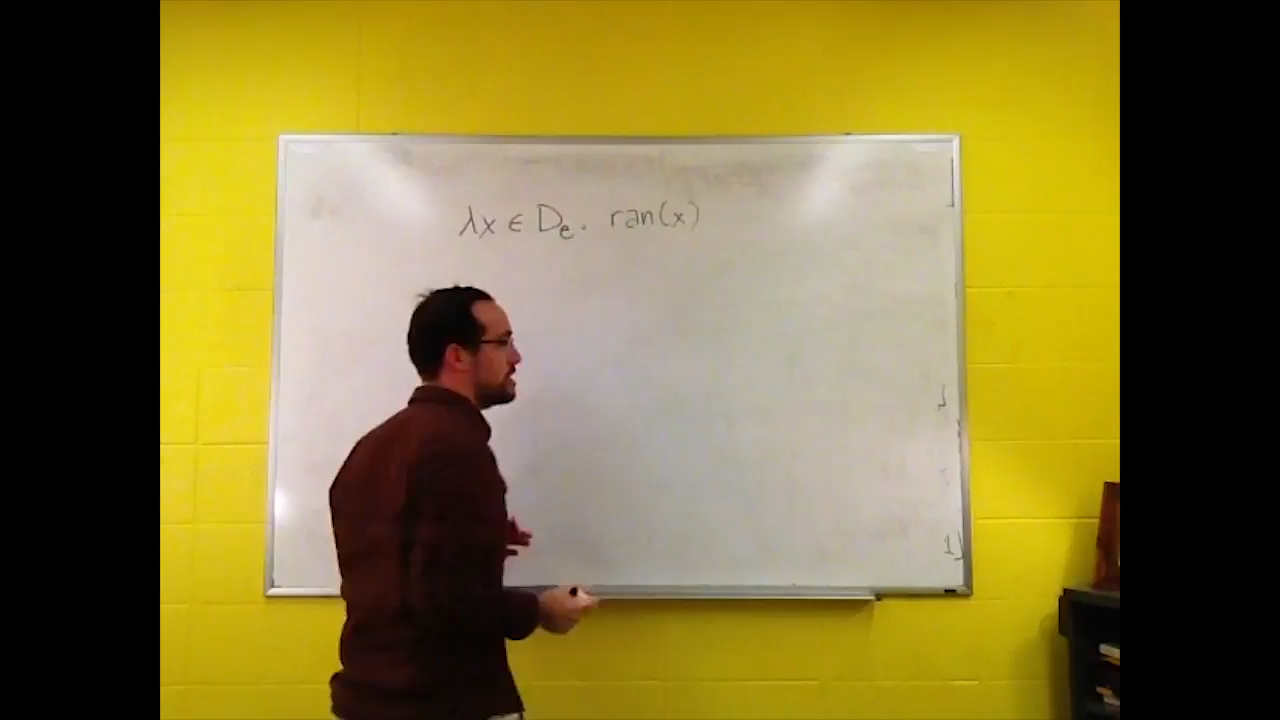 λx ∈ Dₑ. ran(x)